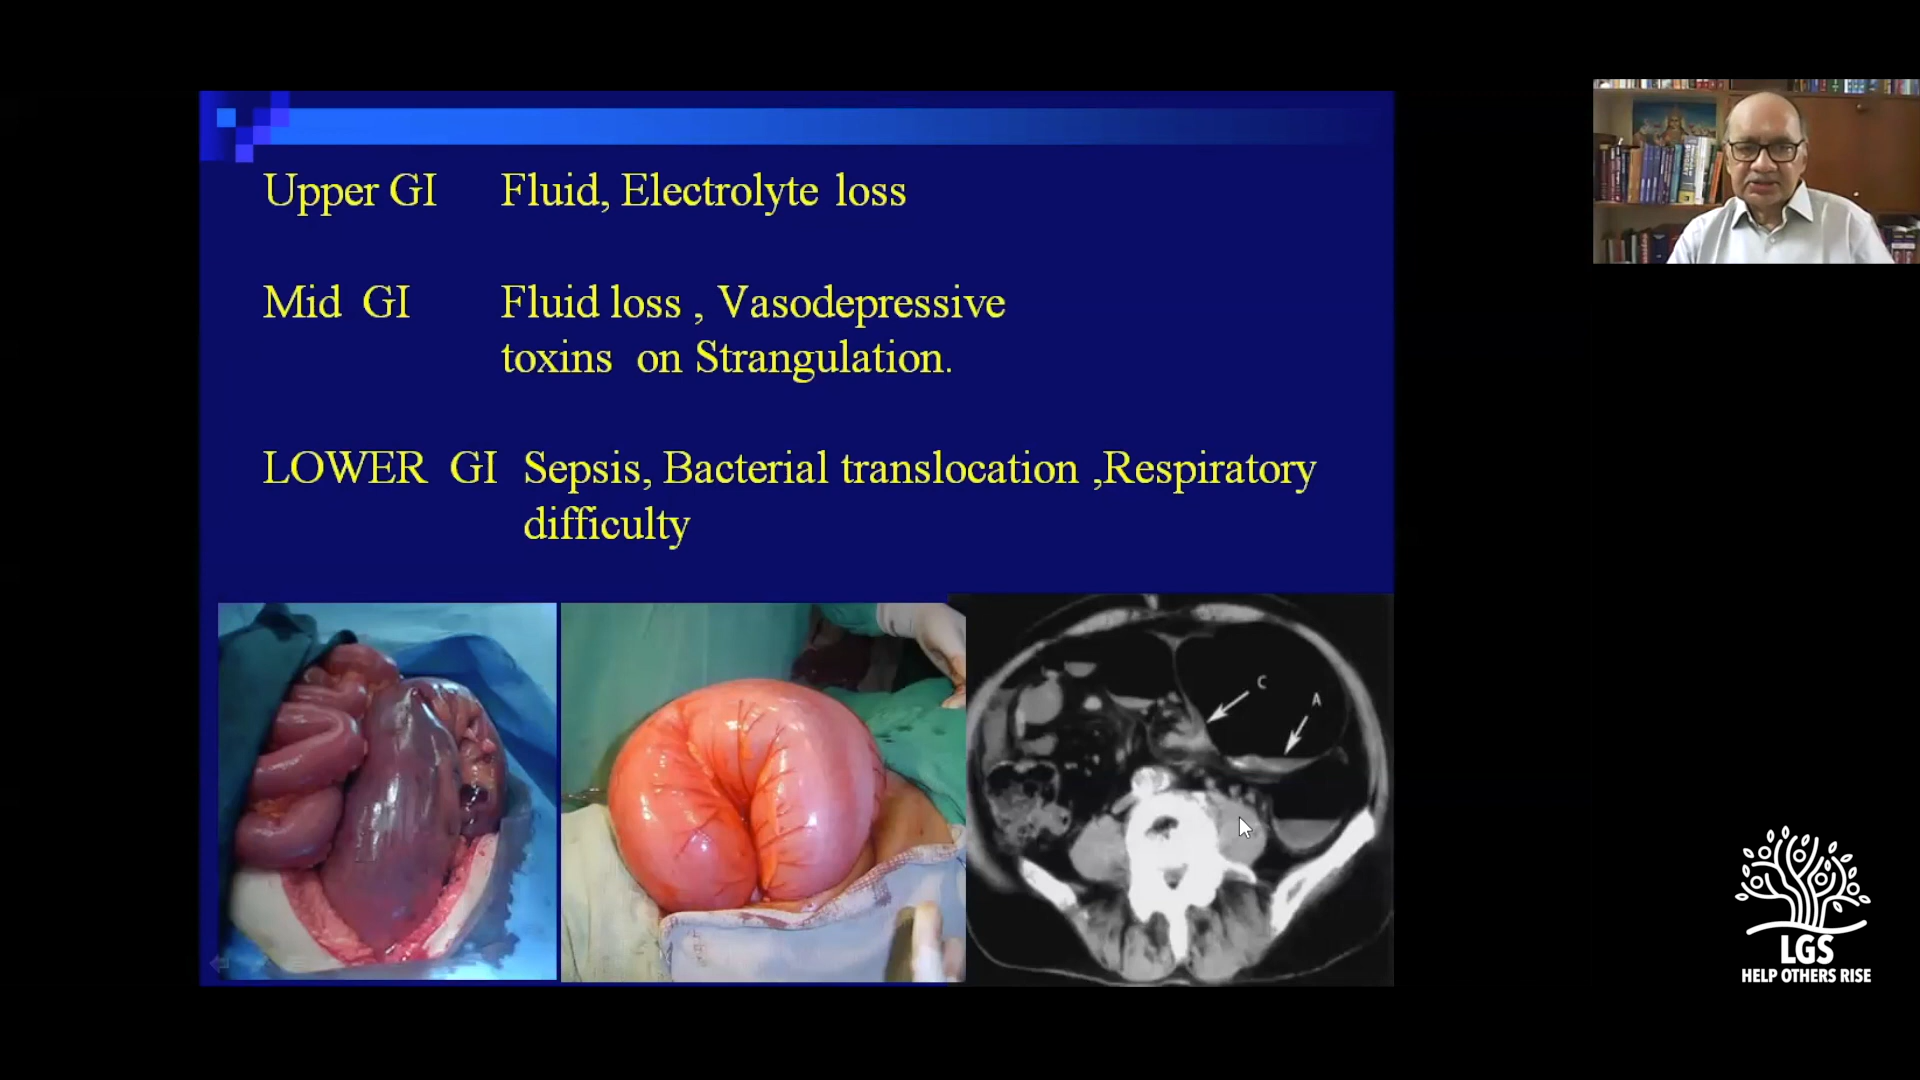 Upper GI Fluid, Electrolyte loss
Mid GI Fluid loss , Vasodepressive
toxins on Strangulation.
LOWER GI Sepsis, Bacterial translocation ,Respiratory
difficulty
C
A
LGS
HELP OTHERS RISE